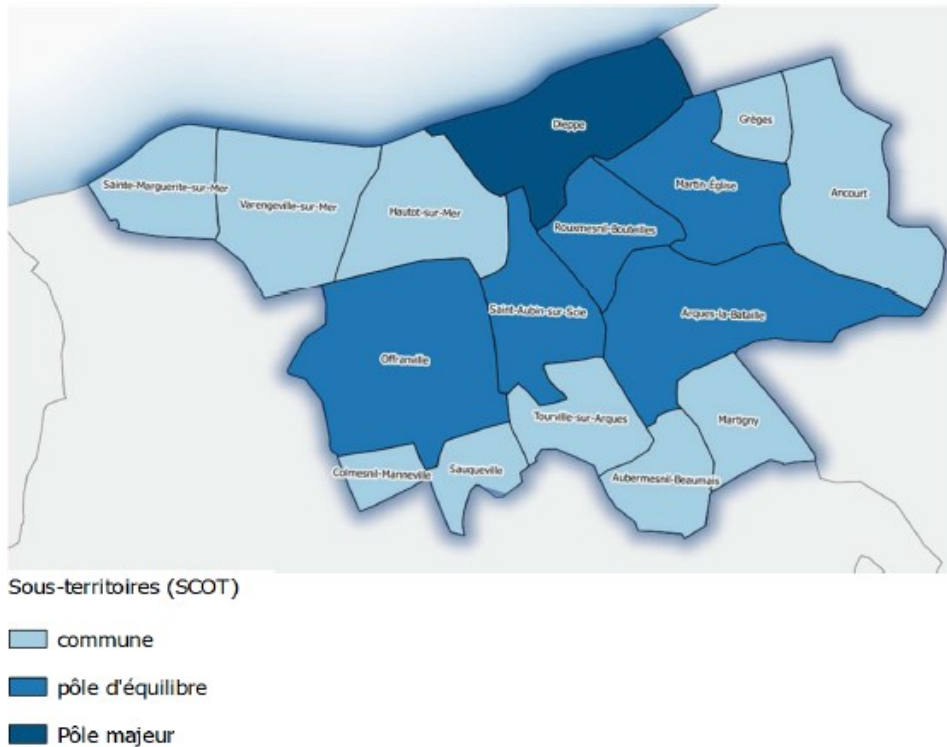 Dieppe
Grèges
Sainte-Marguerite-sur-Mer
Martin-Église
Ancourt
Varengeville-sur-Mer
Hautot-sur-Mer
Rouxmesnil-Bouteilles
Saint-Aubin-sur-Scie
Arques-la-Bataille
Offranville
Tourville-sur-Arques
Martigny
Colmesnil-Manneville
Sauqueville
Aubermesnil-Beaumais
Sous-territoires (SCOT)
commune
pôle d'équilibre
Pôle majeur